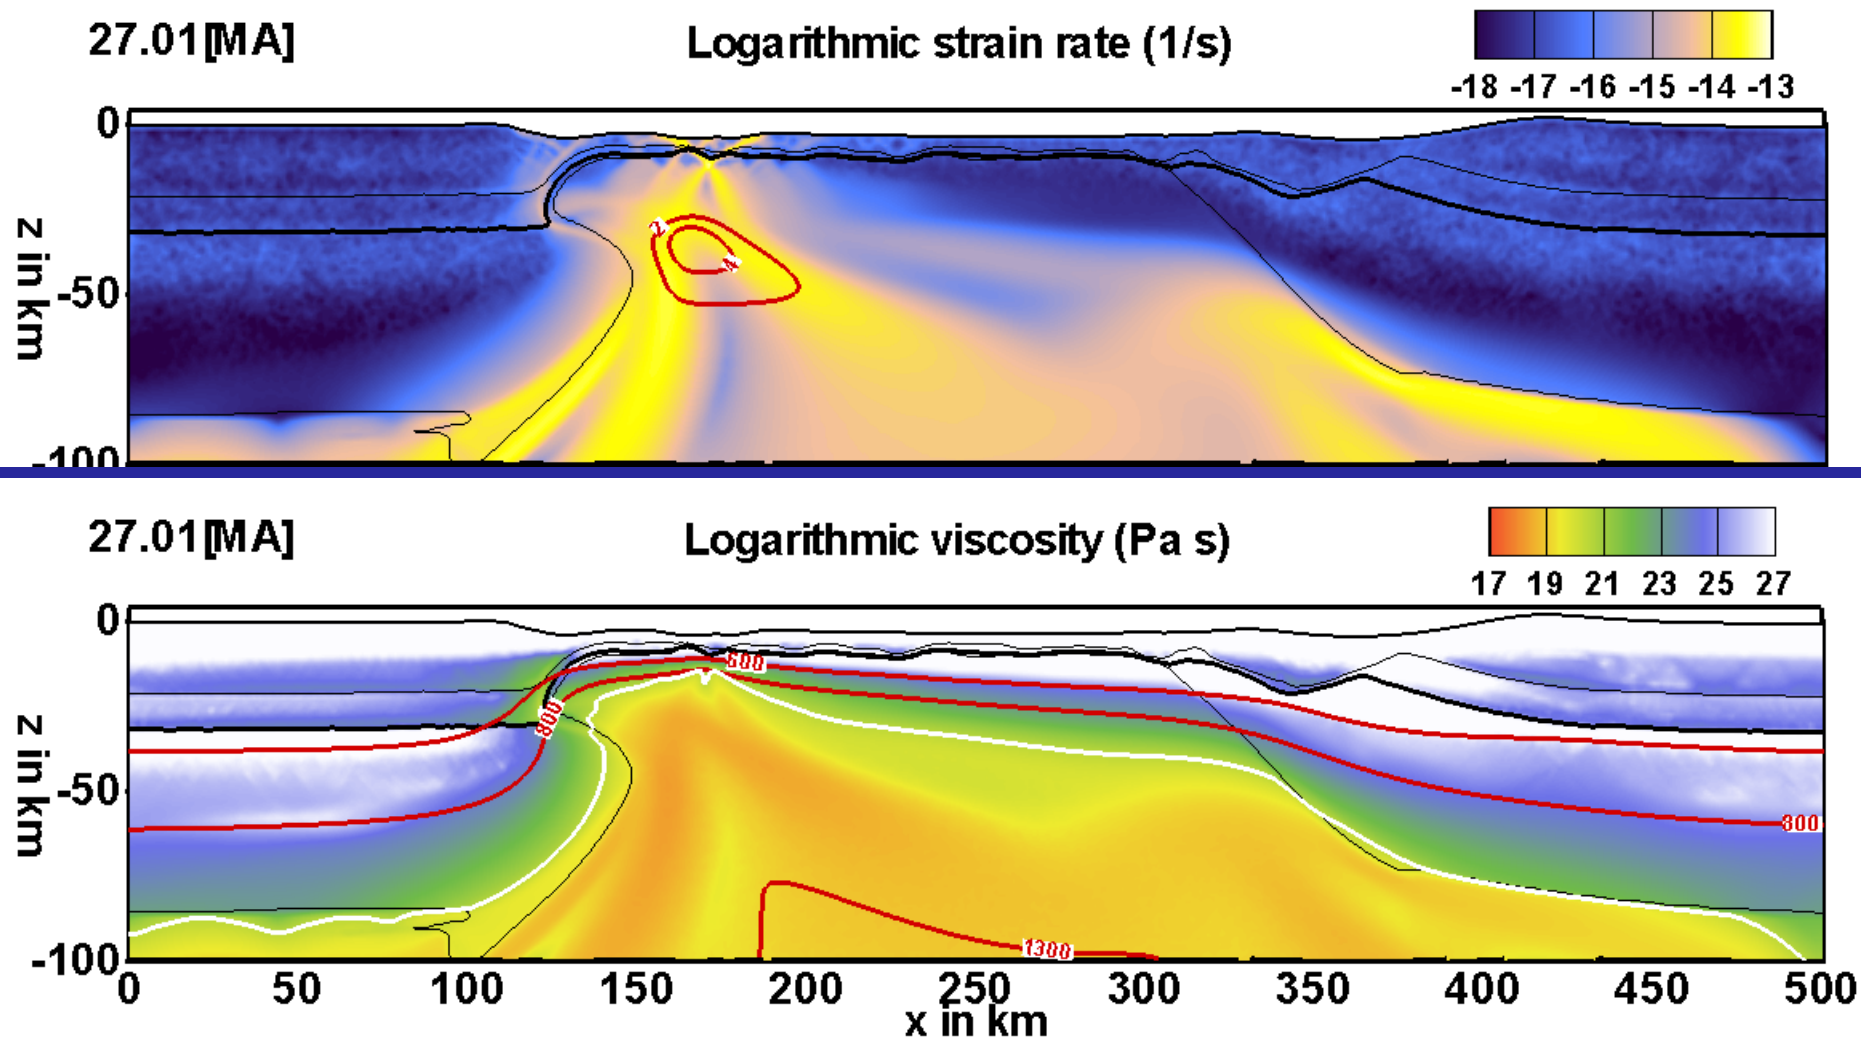 27.01[MA] Logarithmic strain rate (1/s)
-18 -17 -16 -15 -14 -13
0
-50
-100
z in km
2
4
27.01[MA] Logarithmic viscosity (Pa s)
17 19 21 23 25 27
0
-50
-100
z in km
600
800
800
1300
0 50 100 150 200 250 300 350 400 450 500
x in km